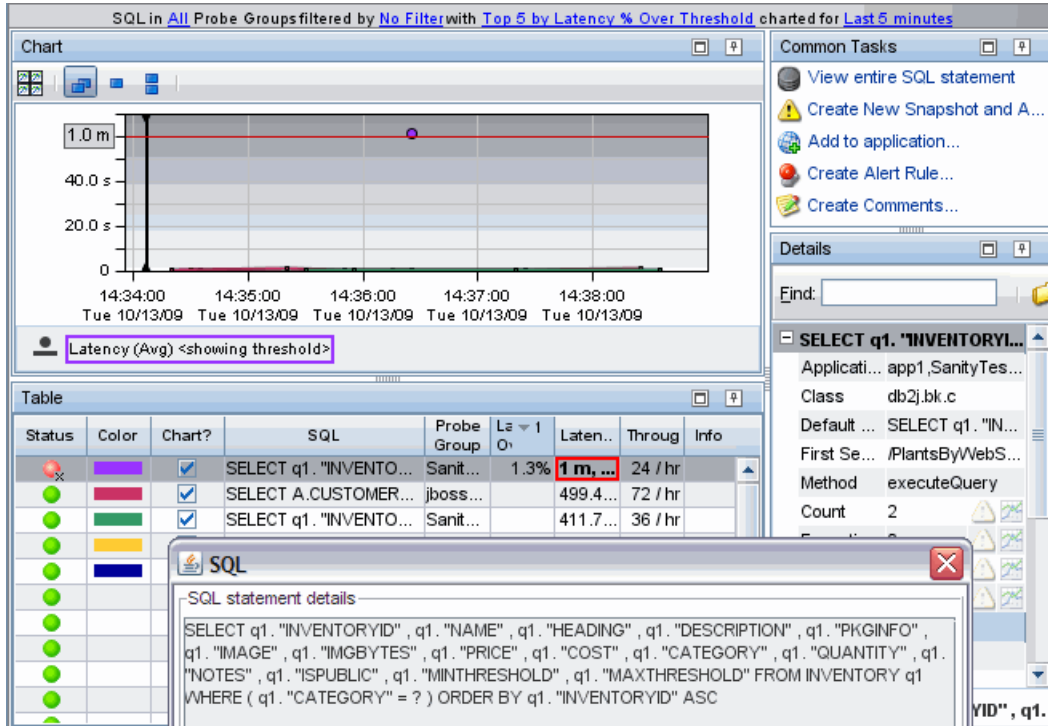 SQL in All Probe Groups filtered by No Filter with Top 5 by Latency % Over Threshold charted for Last 5 minutes
Chart
1.0 m
40.0 s
20.0 s
0
14:34:00 14:35:00 14:36:00 14:37:00 14:38:00
Tue 10/13/09 Tue 10/13/09 Tue 10/13/09 Tue 10/13/09 Tue 10/13/09
Latency (Avg) <showing threshold>
Common Tasks
View entire SQL statement
Create New Snapshot and A...
Add to application...
Create Alert Rule...
Create Comments...
Details
Find:
SELECT q1. "INVENTORYI...
Applicati... app1,SanityTes...
Class db2j.bk.c
Default ... SELECT q1. "IN...
First Se... /PlantsByWebS...
Method executeQuery
Count 2
Table
Status Color Chart? SQL Probe Group La 1 Laten... Throug Info
SELECT q1. "INVENTO... Sanit... 1.3% 1 m, ... 24 / hr
SELECT A.CUSTOMER... jboss... 499.4... 72 / hr
SELECT q1. "INVENTO... Sanit... 411.7... 36 / hr
SQL
SQL statement details
SELECT q1. "INVENTORYID" , q1. "NAME" , q1. "HEADING" , q1. "DESCRIPTION" , q1. "PKGINFO" ,
q1. "IMAGE" , q1. "IMGBYTES" , q1. "PRICE" , q1. "COST" , q1. "CATEGORY" , q1. "QUANTITY" , q1.
"NOTES" , q1. "ISPUBLIC" , q1. "MINTHRESHOLD" , q1. "MAXTHRESHOLD" FROM INVENTORY q1
WHERE ( q1. "CATEGORY" = ? ) ORDER BY q1. "INVENTORYID" ASC
YID" , q1.